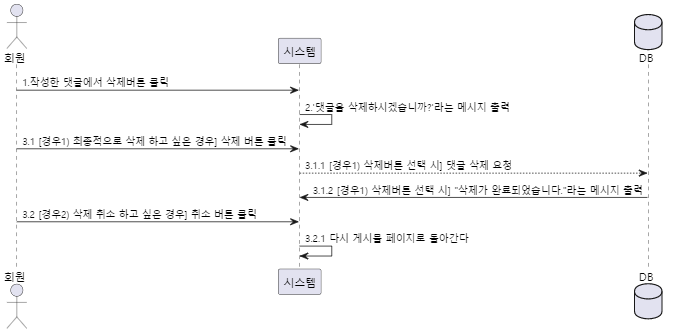 회원
시스템
DB
1.작성한 댓글에서 삭제버튼 클릭
2.'댓글을 삭제하시겠습니까?'라는 메시지 출력
3.1 [경우1) 최종적으로 삭제 하고 싶은 경우] 삭제 버튼 클릭
3.1.1 [경우1) 삭제버튼 선택 시] 댓글 삭제 요청
3.1.2 [경우1) 삭제버튼 선택 시] "삭제가 완료되었습니다."라는 메시지 출력
3.2 [경우2) 삭제 취소 하고 싶은 경우] 취소 버튼 클릭
3.2.1 다시 게시물 페이지로 돌아간다
회원
시스템
DB